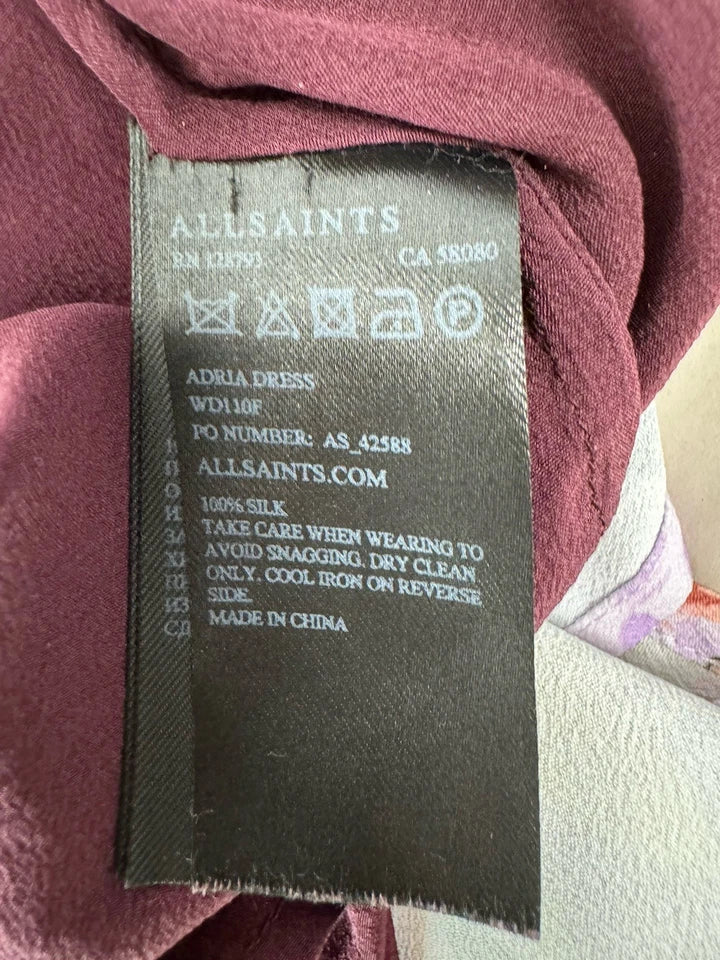 ALLSAINTS
RN 128793 CA 58080
ADRIA DRESS
WD110F
PO NUMBER: AS_42588
ALLSAINTS.COM
100% SILK
TAKE CARE WHEN WEARING TO
AVOID SNAGGING. DRY CLEAN
ONLY. COOL IRON ON REVERSE
SIDE.
MADE IN CHINA